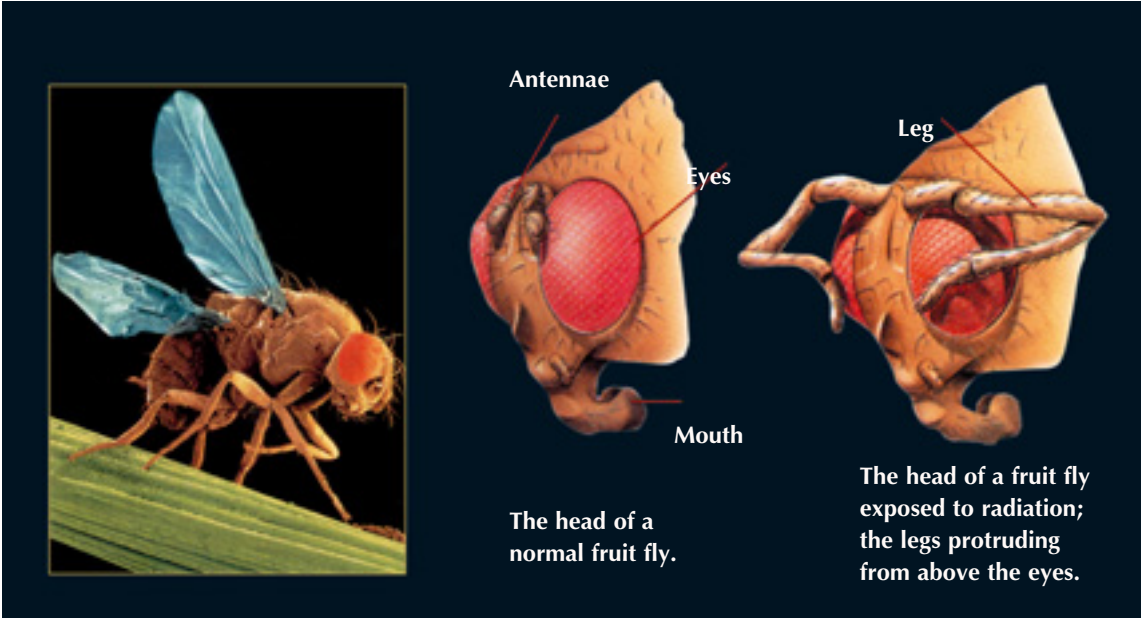 Antennae
Eyes
Mouth
The head of a
normal fruit fly.
Leg
The head of a fruit fly
exposed to radiation;
the legs protruding
from above the eyes.